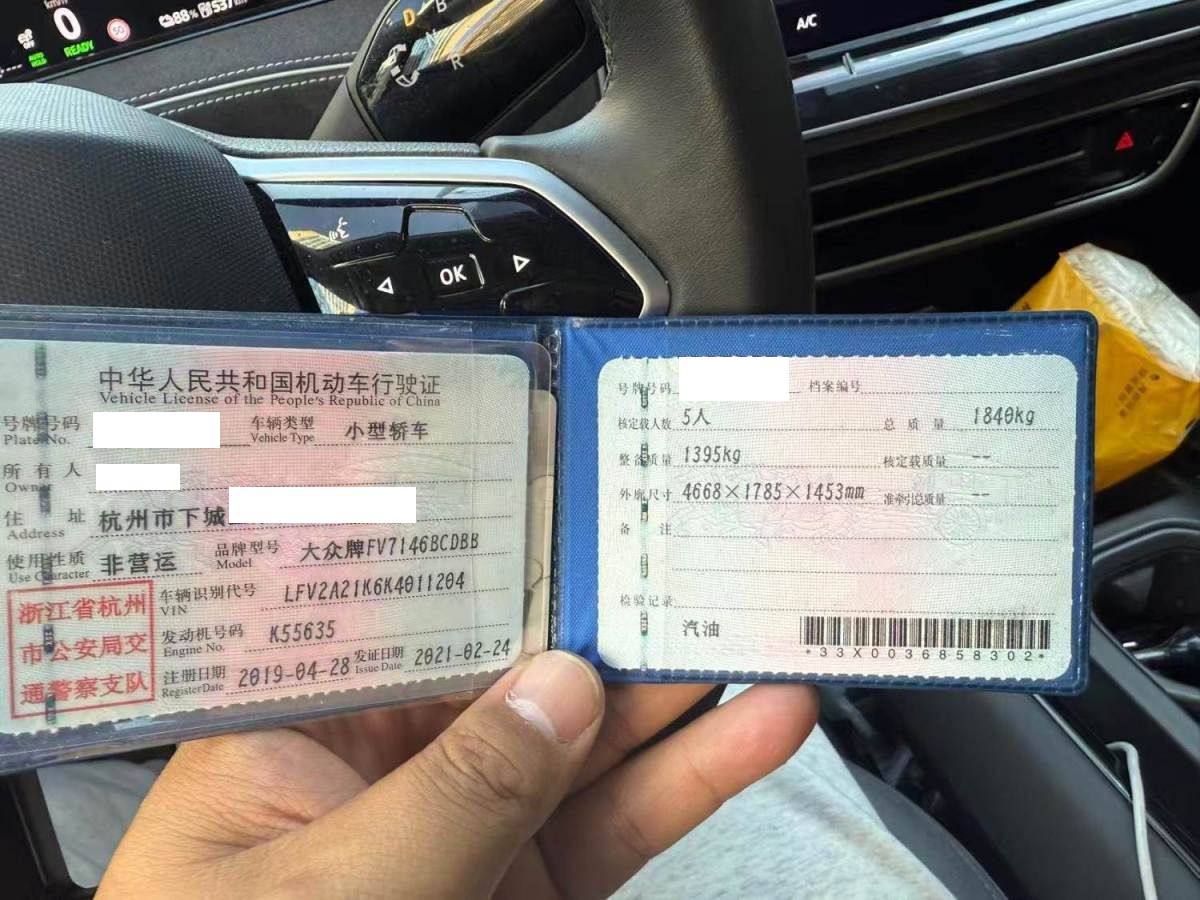 0
km/h
READY
AUTO HOLD
50
88%
537
D
B
N
R
A/C
OK
中华人民共和国机动车行驶证
Vehicle License of the People's Republic of China
号牌号码
Plate No.
车辆类型 小型轿车
Vehicle Type
所有人
Owner
住址 杭州市下城
Address
使用性质 非营运
Use Character
品牌型号 大众牌FV7146BCDBB
Model
浙江省杭州
市公安局交
通警察支队
车辆识别代号 LFV2A21K6K4011204
VIN
发动机号码 K55635
Engine No.
注册日期 2019-04-28
Register Date
发证日期 2021-02-24
Issue Date
号牌号码
档案编号
核定载人数 5人
总质量 1840kg
整备质量 1395kg
核定载质量 --
外廓尺寸 4668×1785×1453mm
准牵引总质量 --
备注
检验记录
汽油
*33X0036858302*